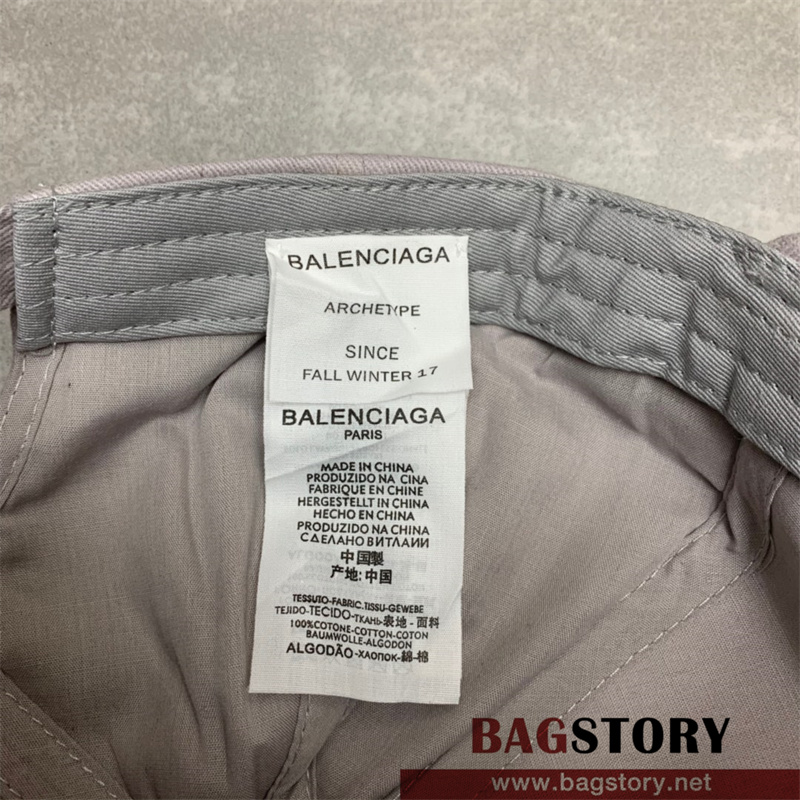 BALENCIAGA
ARCHETYPE
SINCE
FALL WINTER 17
BALENCIAGA
PARIS
MADE IN CHINA
PRODUZIDO NA CINA
FABRIQUE EN CHINE
HERGESTELLT IN CHINA
HECHO EN CHINA
PRODUZIDO NA CHINA
СДЕЛАНО ВИТЛАИИ
中国製
产地:中国
TESSUTO-FABRIC.TISSU-GEWEBE
TEJIDO-TECIDO-ТКАНЬ-表地-面料
100%COTONE-COTTON-COTON
BAUMWOLLE-ALGODON
ALGODÃO-ХЛОПОК-錦-棉
BAGSTORY
www.bagstory.net